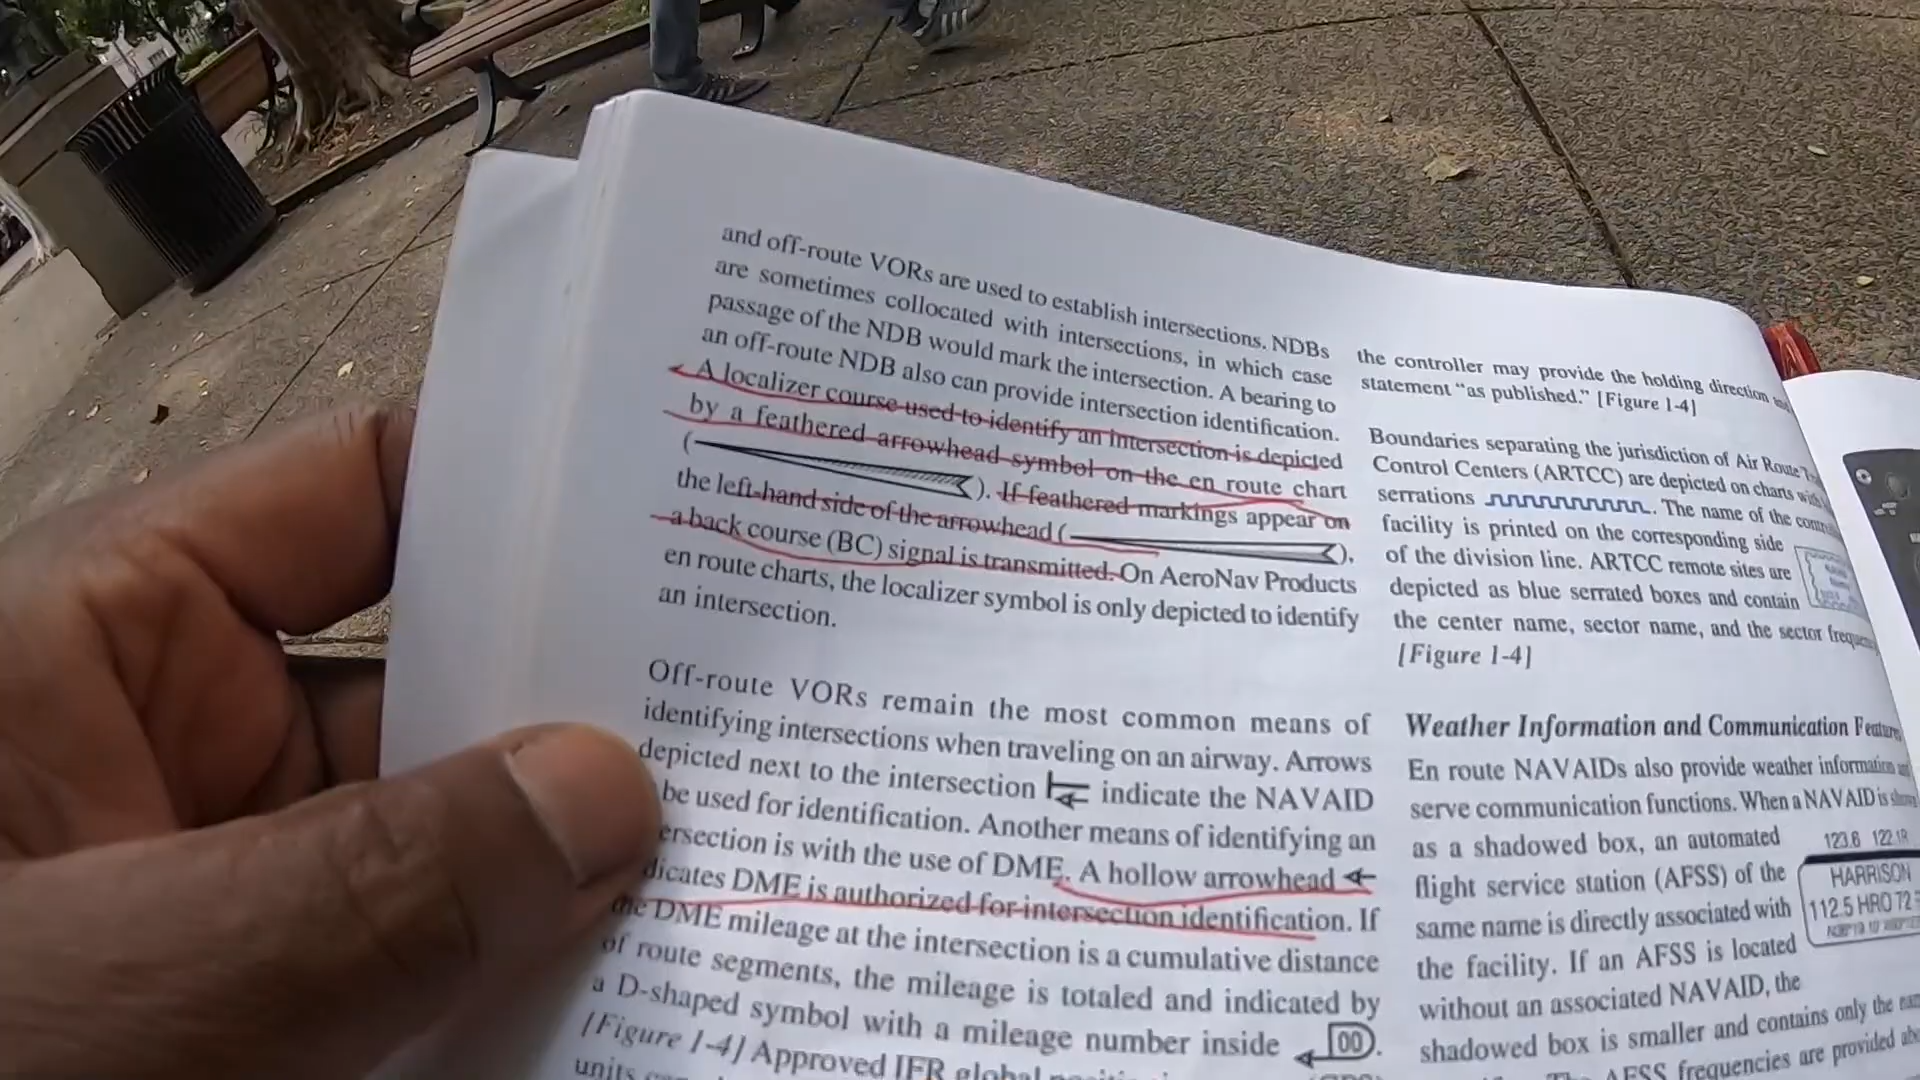 and off-route VORs are used to establish intersections. NDBs
are sometimes collocated with intersections, in which case
passage of the NDB would mark the intersection. A bearing to
an off-route NDB also can provide intersection identification.
A localizer course used to identify an intersection is depicted
by a feathered arrowhead symbol on the en route chart
( ). If feathered markings appear on
the left-hand side of the arrowhead ( ),
a back course (BC) signal is transmitted. On AeroNav Products
en route charts, the localizer symbol is only depicted to identify
an intersection.
Off-route VORs remain the most common means of
identifying intersections when traveling on an airway. Arrows
depicted next to the intersection indicate the NAVAID
be used for identification. Another means of identifying an
ersection is with the use of DME. A hollow arrowhead
dicates DME is authorized for intersection identification. If
the DME mileage at the intersection is a cumulative distance
of route segments, the mileage is totaled and indicated by
a D-shaped symbol with a mileage number inside 00.
[Figure 1-4] Approved IFR global
units
the controller may provide the holding direction
statement “as published.” [Figure 1-4]
Boundaries separating the jurisdiction of Air Route
Control Centers (ARTCC) are depicted on charts with
serrations . The name of the
facility is printed on the corresponding side
of the division line. ARTCC remote sites are
depicted as blue serrated boxes and contain
the center name, sector name, and the sector
[Figure 1-4]
Weather Information and Communication
En route NAVAIDs also provide weather information
serve communication functions. When a NAVAID is
as a shadowed box, an automated
flight service station (AFSS) of the
same name is directly associated with
the facility. If an AFSS is located
without an associated NAVAID, the
shadowed box is smaller and contains only the
AFSS frequencies are provided
123.6 122.1R
HARRISON
112.5 HRO 72